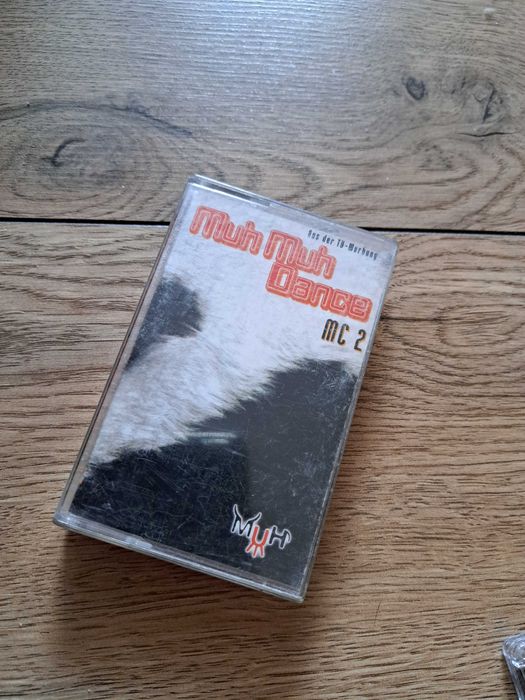 Aus der TV-Werbung
Muh Muh
Dance
MC 2
MUH